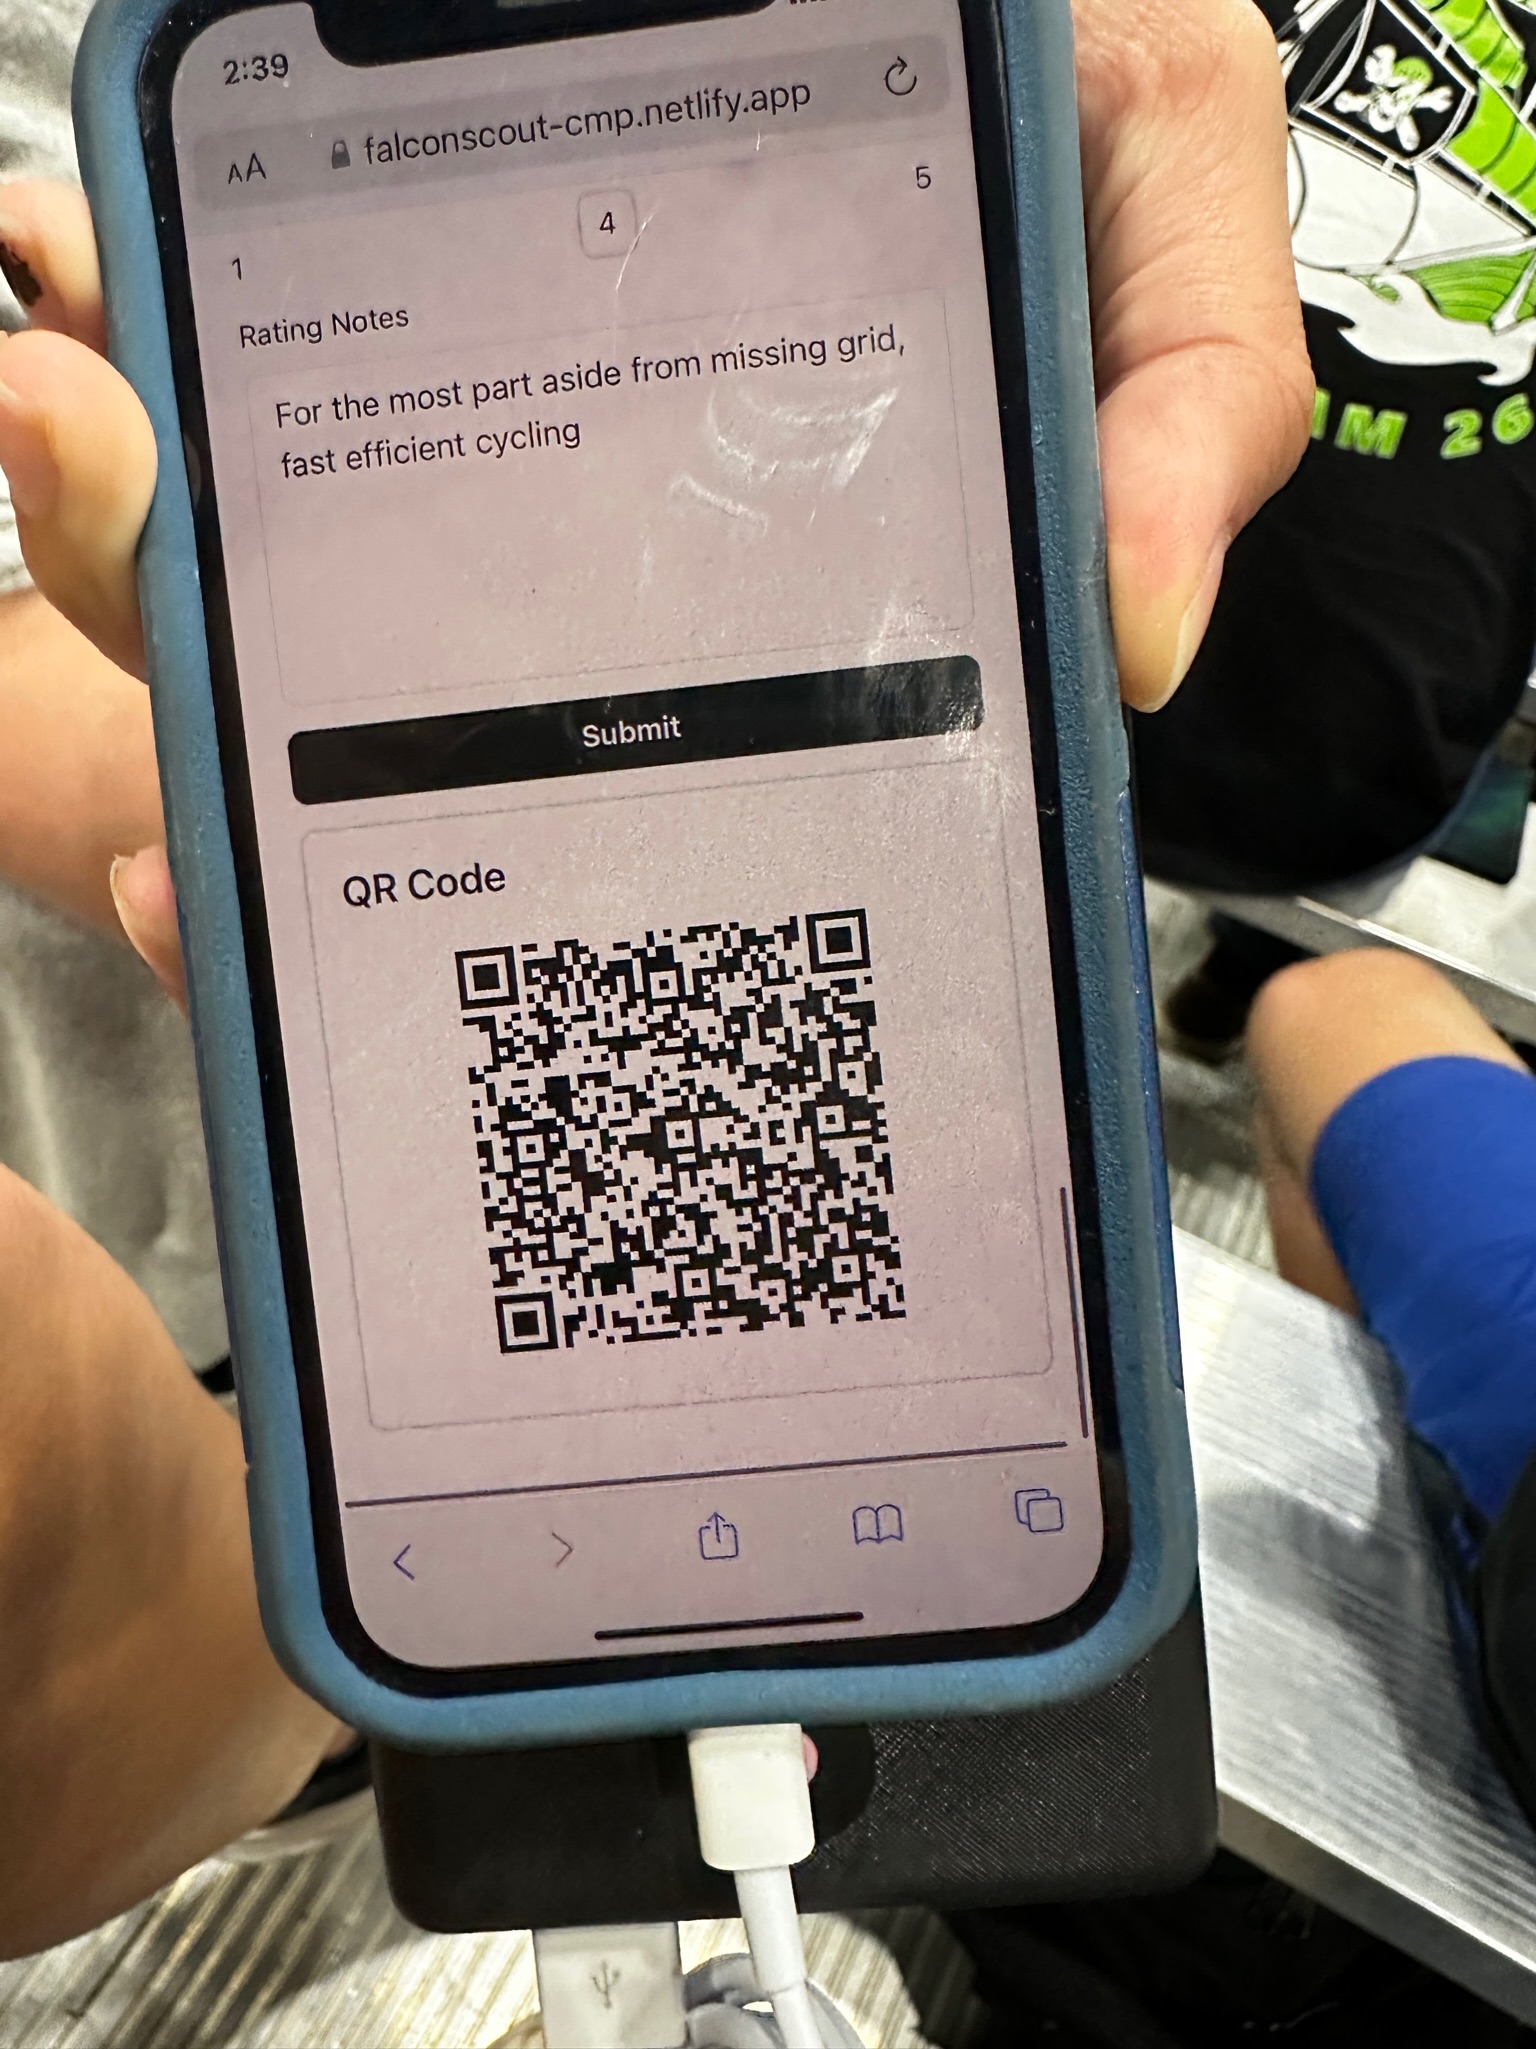 2:39
AA falconscout-cmp.netlify.app
1 4 5
Rating Notes
For the most part aside from missing grid,
fast efficient cycling
Submit
QR Code
26